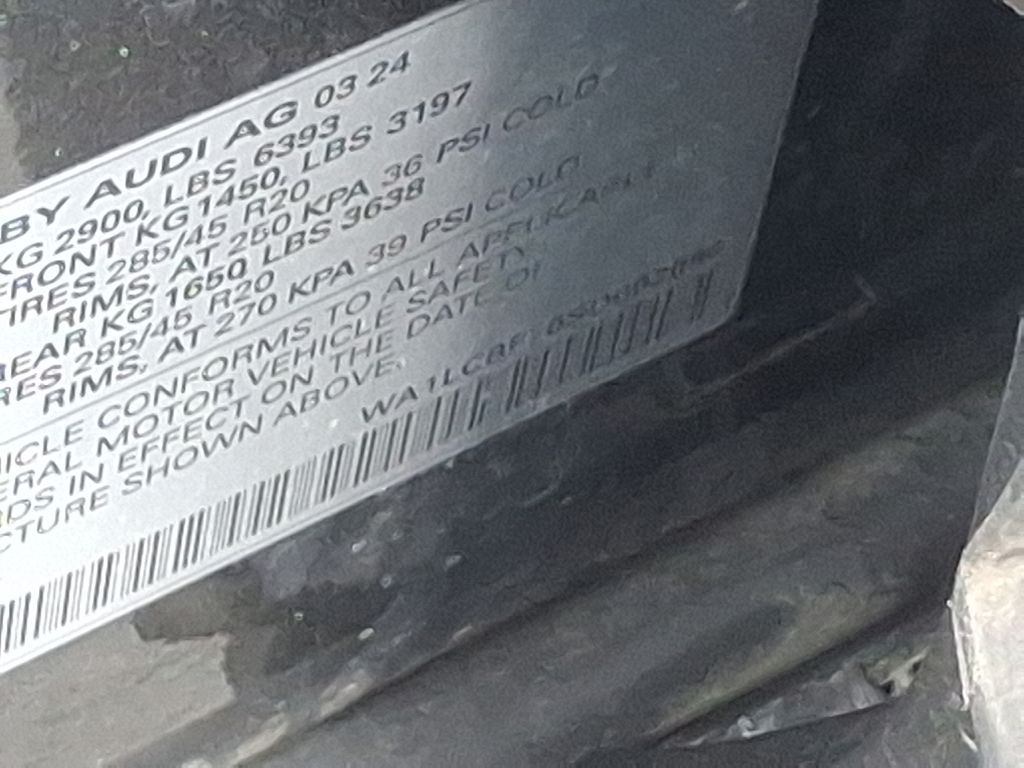 BY AUDI AG 03 24
KG 2900, LBS 6393
FRONT KG 1450, LBS 3197
TIRES 285/45 R20
RIMS, AT 250 KPA 36 PSI COLD
REAR KG 1650 LBS 3638
RES 285/45 R20
RIMS, AT 270 KPA 39 PSI COLD
HICLE CONFORMS TO ALL APPLICABLE
ERAL MOTOR VEHICLE SAFETY
RDS IN EFFECT ON THE DATE OF
CTURE SHOWN ABOVE.